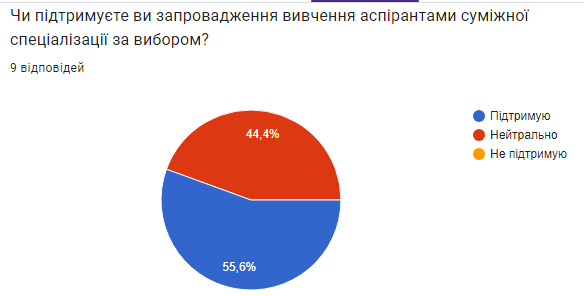 Чи підтримуєте ви запровадження вивчення аспірантами суміжної
спеціалізації за вибором?
9 відповідей
44,4%
55,6%
Підтримую
Нейтрально
Не підтримую